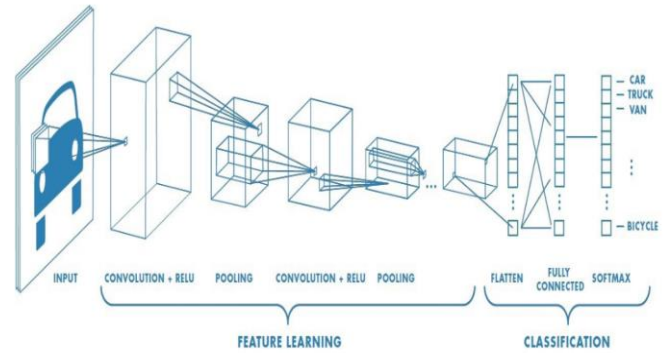 CAR
TRUCK
VAN
BICYCLE
INPUT
CONVOLUTION + RELU
POOLING
CONVOLUTION + RELU
POOLING
FLATTEN
FULLY
CONNECTED
SOFTMAX
FEATURE LEARNING
CLASSIFICATION